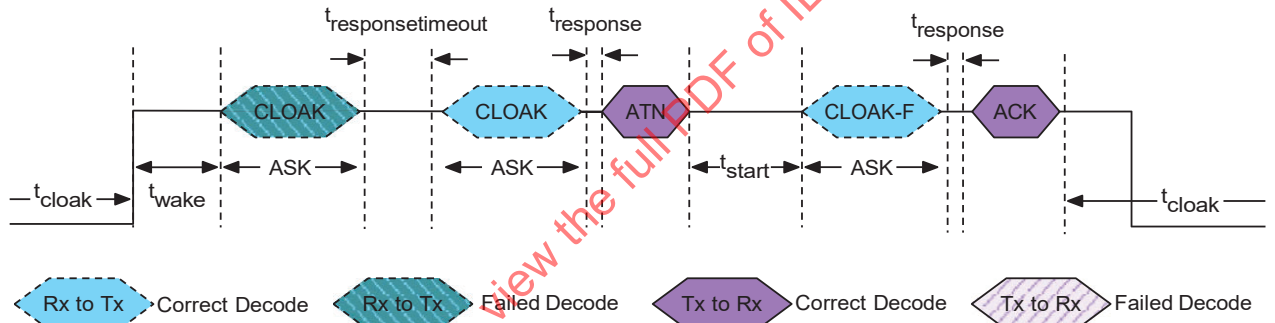 tresponsetimeout
tresponse
tresponse
CLOAK
CLOAK
ATN
CLOAK-F
ACK
ASK
ASK
tstart
ASK
tcloak
twake
tcloak
view the full PDF of
Rx to Tx Correct Decode
Rx to Tx Failed Decode
Tx to Rx Correct Decode
Tx to Rx Failed Decode